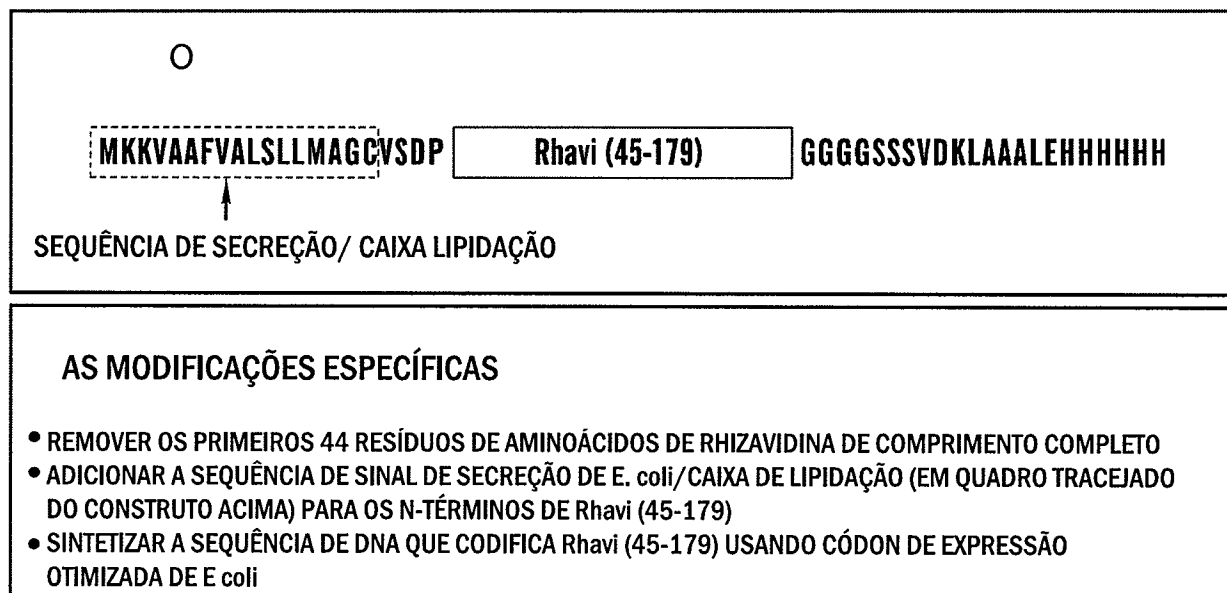 O
MKKVAAFVALSLLMAGCVSDP Rhavi (45-179) GGGGSSSVDKLAAALEHHHHHH
SEQUÊNCIA DE SECREÇÃO/ CAIXA LIPIDAÇÃO
AS MODIFICAÇÕES ESPECÍFICAS
• REMOVER OS PRIMEIROS 44 RESÍDUOS DE AMINOÁCIDOS DE RHIZAVIDINA DE COMPRIMENTO COMPLETO
• ADICIONAR A SEQUÊNCIA DE SINAL DE SECREÇÃO DE E. coli/CAIXA DE LIPIDAÇÃO (EM QUADRO TRACEJADO
DO CONSTRUTO ACIMA) PARA OS N-TÉRMINOS DE Rhavi (45-179)
• SINTETIZAR A SEQUÊNCIA DE DNA QUE CODIFICA Rhavi (45-179) USANDO CÓDON DE EXPRESSÃO
OTIMIZADA DE E coli